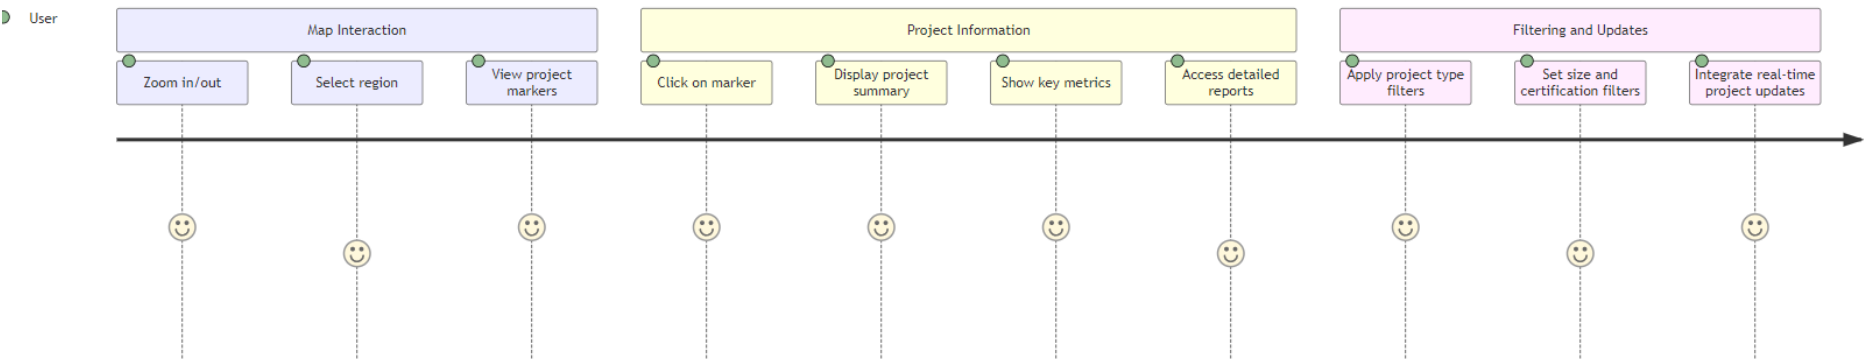 User
Map Interaction
Project Information
Filtering and Updates
Zoom in/out
Select region
View project
markers
Click on marker
Display project
summary
Show key metrics
Access detailed
reports
Apply project type
filters
Set size and
certification filters
Integrate real-time
project updates